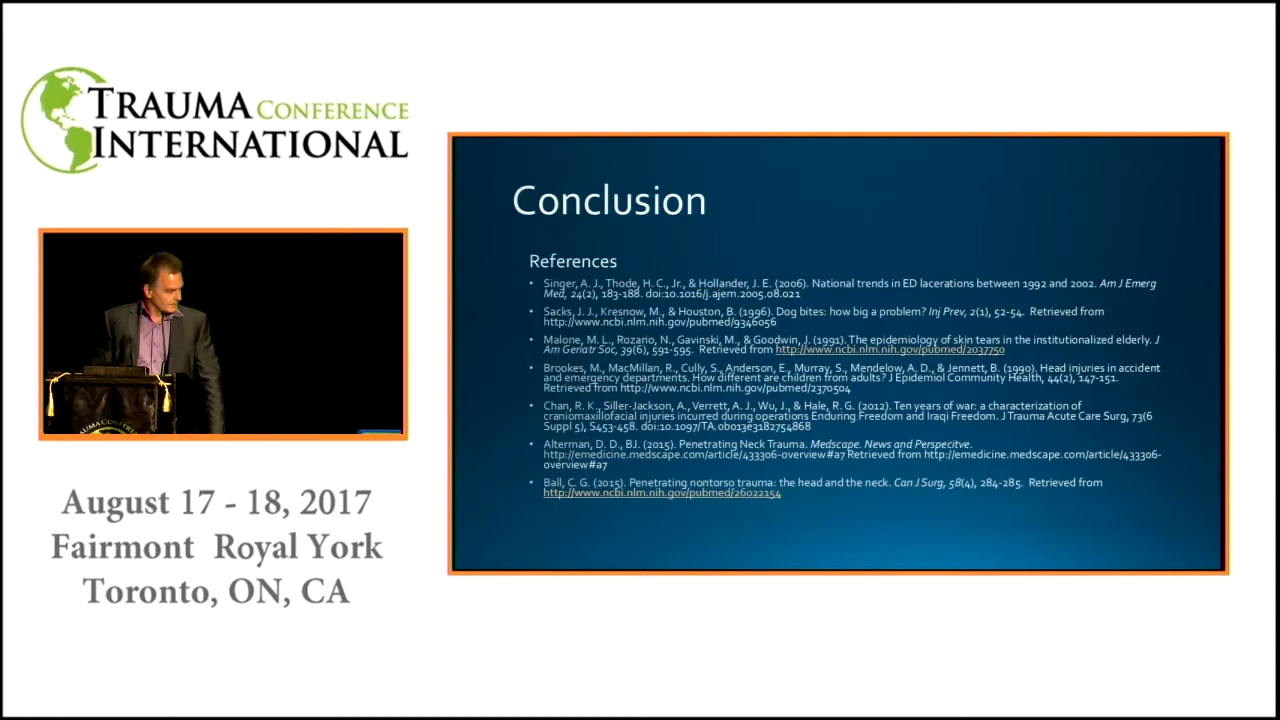 TRAUMA CONFERENCE
INTERNATIONAL
August 17 - 18, 2017
Fairmont Royal York
Toronto, ON, CA
Conclusion
References
• Singer, A. J., Thode, H. C., Jr., & Hollander, J. E. (2006). National trends in ED lacerations between 1992 and 2002. Am J Emerg
Med, 24(2), 183-188. doi:10.1016/j.ajem.2005.08.021
• Sacks, J. J., Kresnow, M., & Houston, B. (1996). Dog bites: how big a problem? Inj Prev, 2(1), 52-54. Retrieved from
http://www.ncbi.nlm.nih.gov/pubmed/9346056
• Malone, M. L., Rozario, N., Gavinski, M., & Goodwin, J. (1991). The epidemiology of skin tears in the institutionalized elderly. J
Am Geriatr Soc, 39(6), 591-595. Retrieved from http://www.ncbi.nlm.nih.gov/pubmed/2037750
• Brookes, M., MacMillan, R., Cully, S., Anderson, E., Murray, S., Mendelow, A. D., & Jennett, B. (1990). Head injuries in accident
and emergency departments. How different are children from adults? J Epidemiol Community Health, 44(2), 147-151.
Retrieved from http://www.ncbi.nlm.nih.gov/pubmed/2370504
• Chan, R. K., Siller-Jackson, A., Verrett, A. J., Wu, J., & Hale, R. G. (2012). Ten years of war: a characterization of
craniomaxillofacial injuries incurred during operations Enduring Freedom and Iraqi Freedom. J Trauma Acute Care Surg, 73(6
Suppl 5), S453-458. doi:10.1097/TA.0b013e3182754868
• Alterman, D. D., BJ. (2015). Penetrating Neck Trauma. Medscape. News and Perspecitve.
http://emedicine.medscape.com/article/433306-overview#a7 Retrieved from http://emedicine.medscape.com/article/433306-
overview#a7
• Ball, C. G. (2015). Penetrating nontorso trauma: the head and the neck. Can J Surg, 58(4), 284-285. Retrieved from
http://www.ncbi.nlm.nih.gov/pubmed/26022154